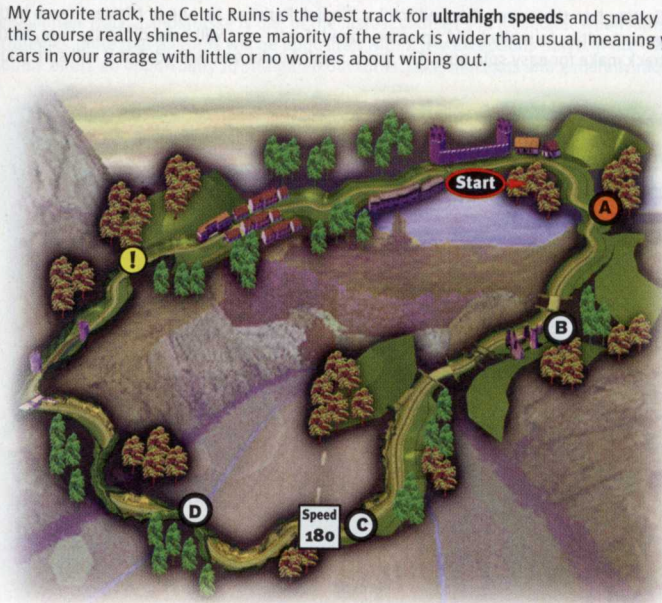 My favorite track, the Celtic Ruins is the best track for ultrahigh speeds and sneaky
this course really shines. A large majority of the track is wider than usual, meaning
cars in your garage with little or no worries about wiping out.
Start
A
!
B
Speed
180
C
D